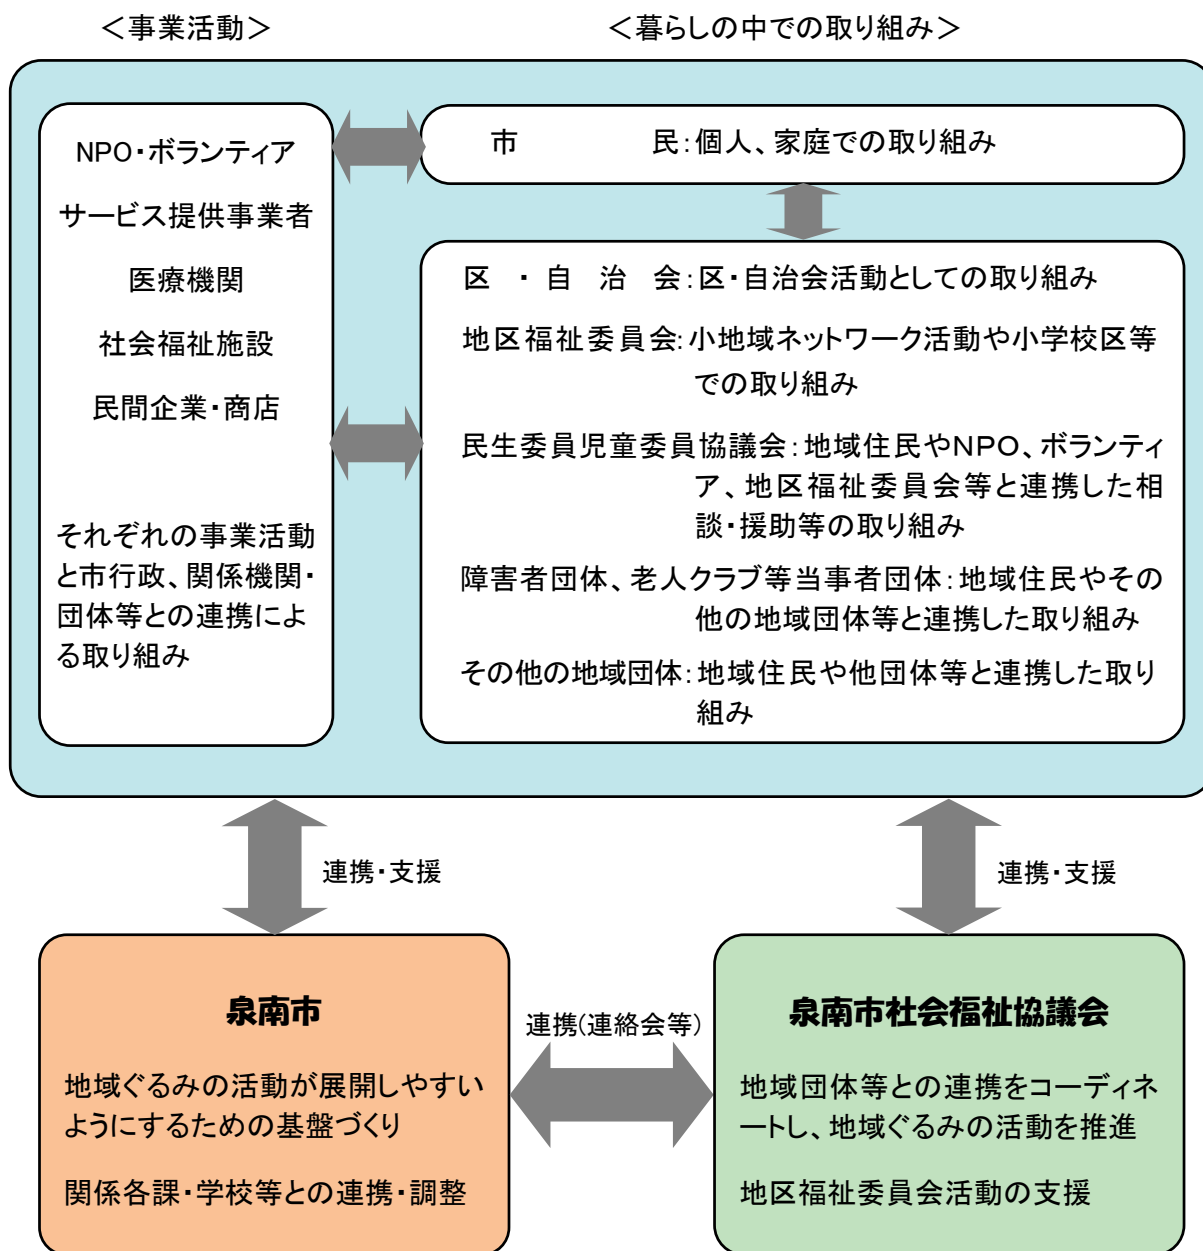 ＜事業活動＞
＜暮らしの中での取り組み＞
NPO・ボランティア
サービス提供事業者
医療機関
社会福祉施設
民間企業・商店
それぞれの事業活動
と市行政、関係機関・
団体等との連携によ
る取り組み
市　　　　　民：個人、家庭での取り組み
区　・　自　治　会：区・自治会活動としての取り組み
地区福祉委員会：小地域ネットワーク活動や小学校区等
での取り組み
民生委員児童委員協議会：地域住民やNPO、ボランティ
ア、地区福祉委員会等と連携した相
談・援助等の取り組み
障害者団体、老人クラブ等当事者団体：地域住民やその
他の地域団体等と連携した取り組み
その他の地域団体：地域住民や他団体等と連携した取り
組み
連携・支援
連携・支援
泉南市
地域ぐるみの活動が展開しやすい
ようにするための基盤づくり
関係各課・学校等との連携・調整
連携(連絡会等)
泉南市社会福祉協議会
地域団体等との連携をコーディネ
ートし、地域ぐるみの活動を推進
地区福祉委員会活動の支援